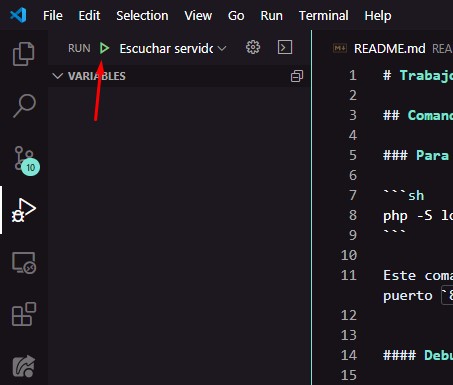 File Edit Selection View Go Run Terminal Help
RUN Escuchar servido README.md READ
VARIABLES
10
1 # Trabajo
2
3 ## Comand
4
5 ### Para
6
7 ```sh
8 php -S lo
9 ```
10
11 Este coma
puerto `8
12
13
14 #### Debu
15